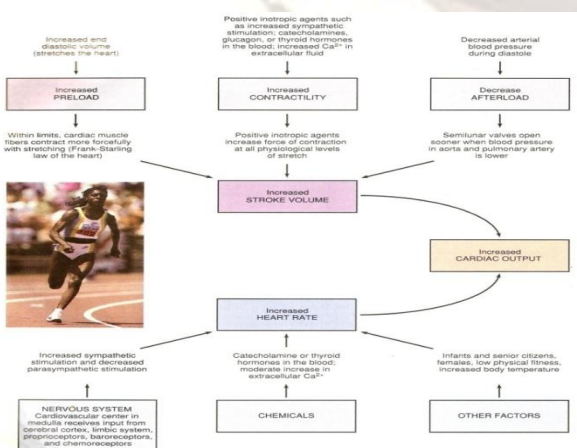 Increased end
diastolic volume
(stretches the heart)
Positive inotropic agents such
as increased sympathetic
stimulation; catecholamines,
glucagon, or thyroid hormones
in the blood; increased Ca²⁺ in
extracellular fluid
Decreased arterial
blood pressure
during diastole
Increased
PRELOAD
Increased
CONTRACTILITY
Decrease
AFTERLOAD
Within limits, cardiac muscle
fibers contract more forcefully
with stretching (Frank-Starling
law of the heart)
Positive inotropic agents
increase force of contraction
at all physiological levels
of stretch
Semilunar valves open
sooner when blood pressure
in aorta and pulmonary artery
is lower
Increased
STROKE VOLUME
Increased
CARDIAC OUTPUT
Increased
HEART RATE
Increased sympathetic
stimulation and decreased
parasympathetic stimulation
Catecholamine or thyroid
hormones in the blood;
moderate increase in
extracellular Ca²⁺
Infants and senior citizens,
females, low physical fitness,
increased body temperature
NERVOUS SYSTEM
Cardiovascular center in
medulla receives input from
cerebral cortex, limbic system,
proprioceptors, baroreceptors,
and chemoreceptors
CHEMICALS
OTHER FACTORS